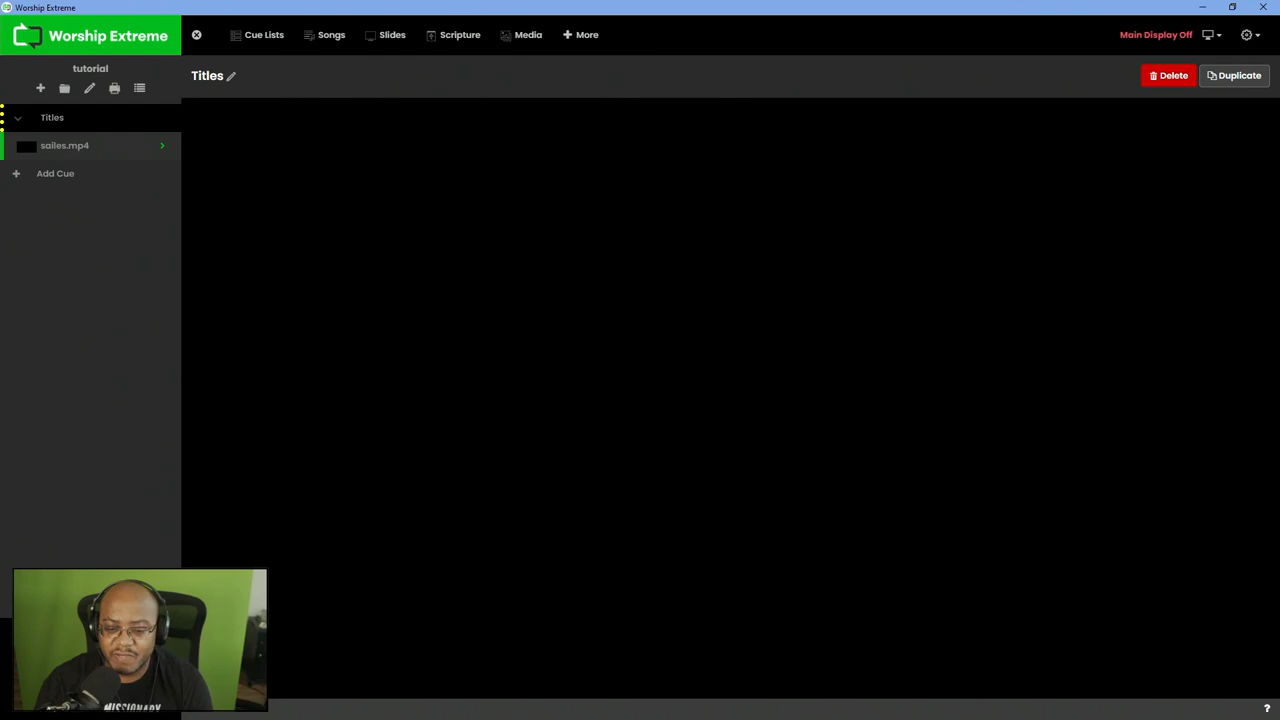 Worship Extreme
Worship Extreme
Cue Lists
Songs
Slides
Scripture
Media
More
Main Display Off
tutorial
Titles
Delete
Duplicate
Titles
sailes.mp4
Add Cue
MISSIONARY
?